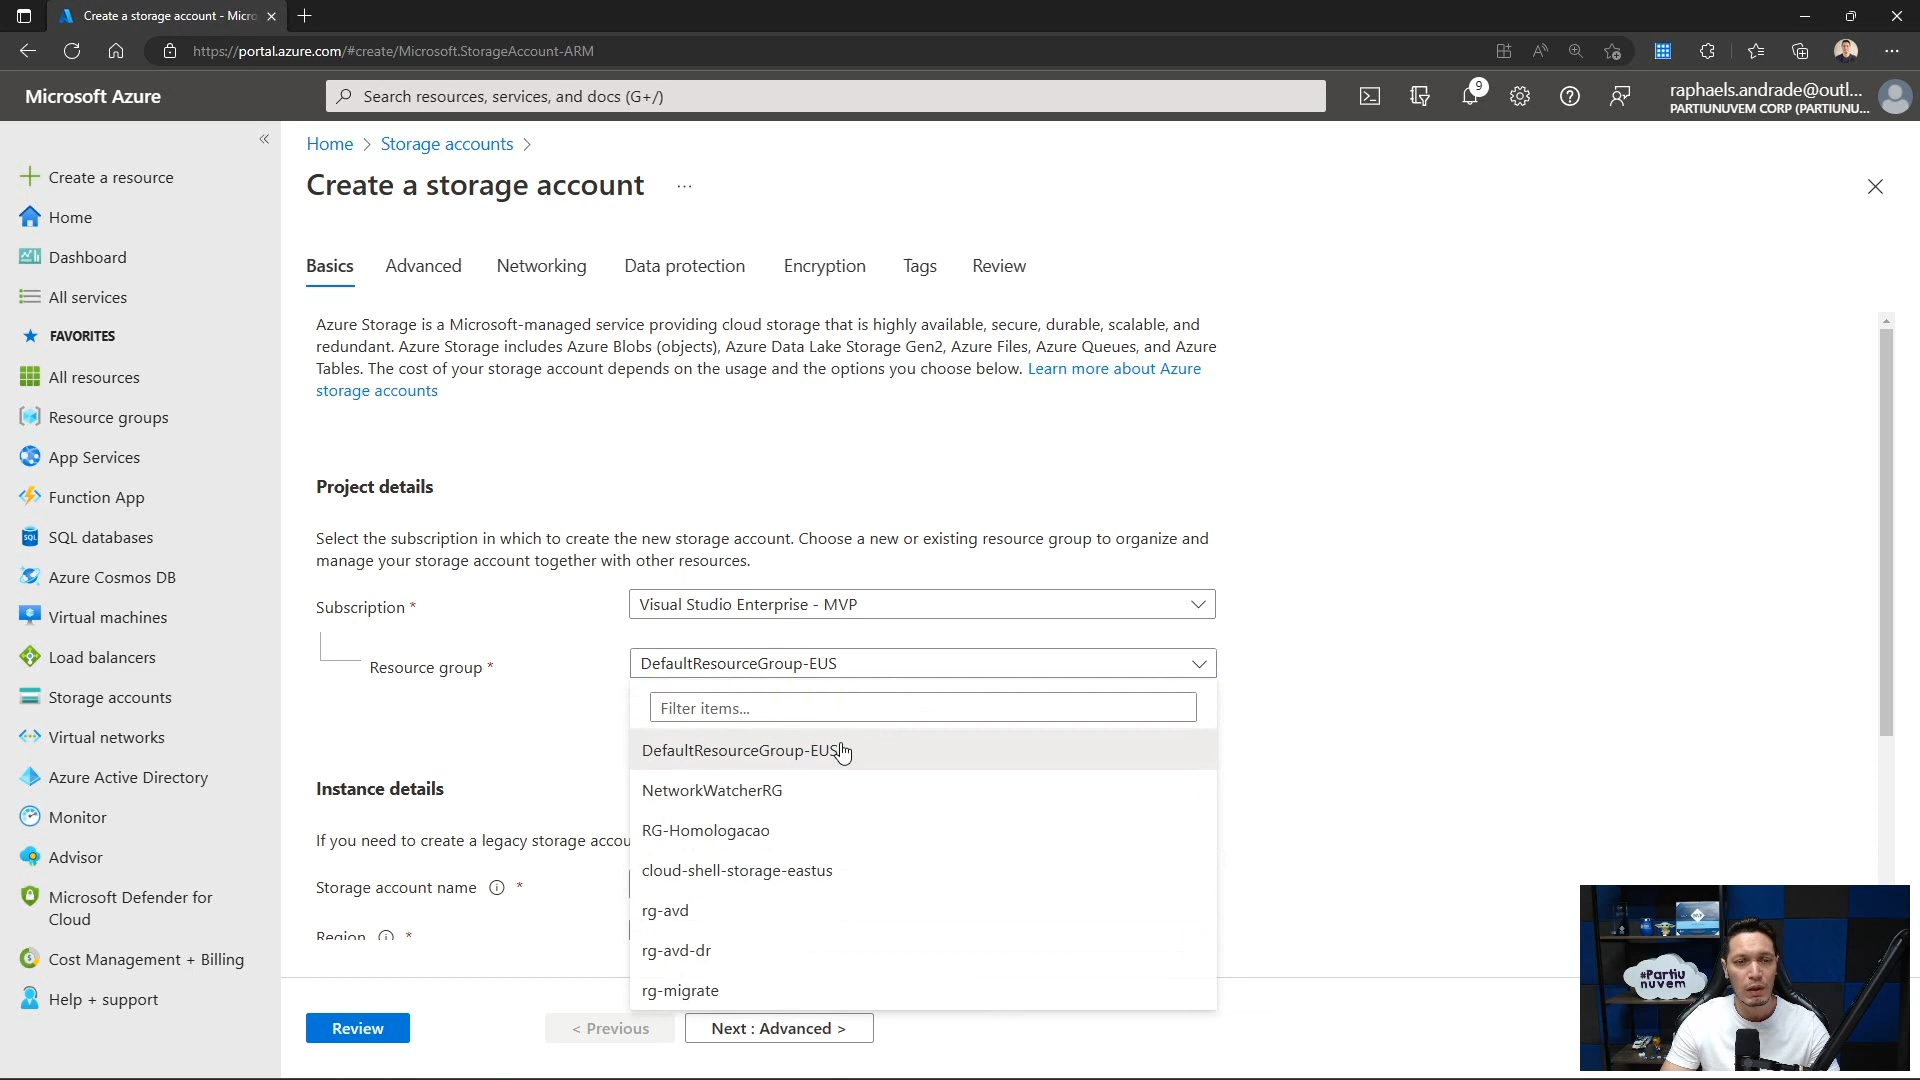 Create a storage account - Micro
https://portal.azure.com/#create/Microsoft.StorageAccount-ARM
Microsoft Azure
Search resources, services, and docs (G+/)
9
raphaels.andrade@outl...
PARTIUNUVEM CORP (PARTIUNU...
Create a resource
Home
Dashboard
All services
FAVORITES
All resources
Resource groups
App Services
Function App
SQL databases
Azure Cosmos DB
Virtual machines
Load balancers
Storage accounts
Virtual networks
Azure Active Directory
Monitor
Advisor
Microsoft Defender for
Cloud
Cost Management + Billing
Help + support
Home > Storage accounts >
Create a storage account ...
Basics Advanced Networking Data protection Encryption Tags Review
Azure Storage is a Microsoft-managed service providing cloud storage that is highly available, secure, durable, scalable, and
redundant. Azure Storage includes Azure Blobs (objects), Azure Data Lake Storage Gen2, Azure Files, Azure Queues, and Azure
Tables. The cost of your storage account depends on the usage and the options you choose below. Learn more about Azure
storage accounts
Project details
Select the subscription in which to create the new storage account. Choose a new or existing resource group to organize and
manage your storage account together with other resources.
Subscription *
Visual Studio Enterprise - MVP
Resource group *
DefaultResourceGroup-EUS
Filter items...
DefaultResourceGroup-EUS
NetworkWatcherRG
RG-Homologacao
cloud-shell-storage-eastus
rg-avd
rg-avd-dr
rg-migrate
Instance details
If you need to create a legacy storage accou
Storage account name *
Region *
Review
< Previous
Next : Advanced >
#Partiu
nuvem